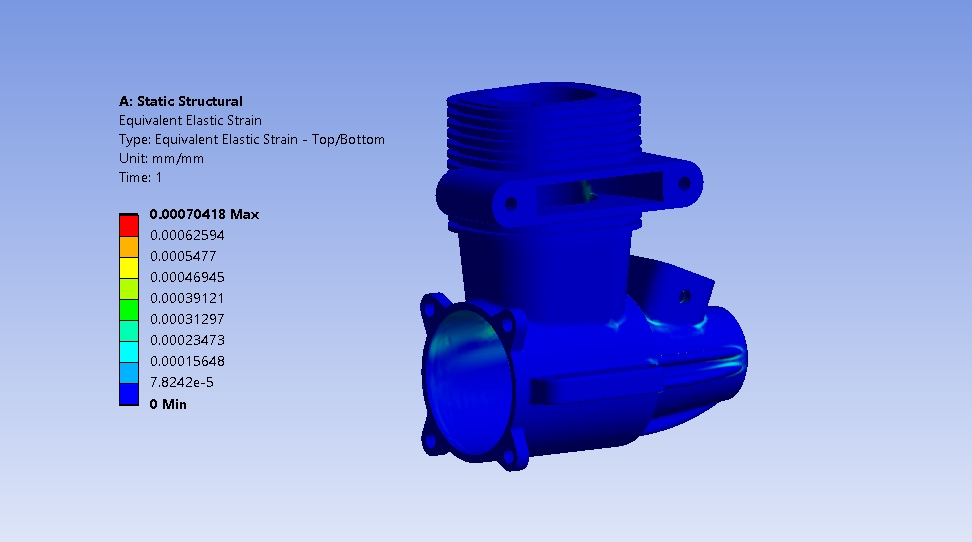 A: Static Structural
Equivalent Elastic Strain
Type: Equivalent Elastic Strain - Top/Bottom
Unit: mm/mm
Time: 1
0.00070418 Max
0.00062594
0.0005477
0.00046945
0.00039121
0.00031297
0.00023473
0.00015648
7.8242e-5
0 Min